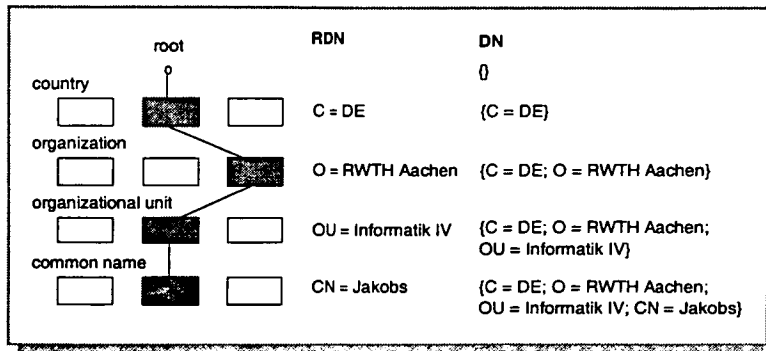 RDN DN
root
{}
country
C = DE {C = DE}
organization
O = RWTH Aachen {C = DE; O = RWTH Aachen}
organizational unit
OU = Informatik IV {C = DE; O = RWTH Aachen;
OU = Informatik IV}
common name
CN = Jakobs {C = DE; O = RWTH Aachen;
OU = Informatik IV; CN = Jakobs}